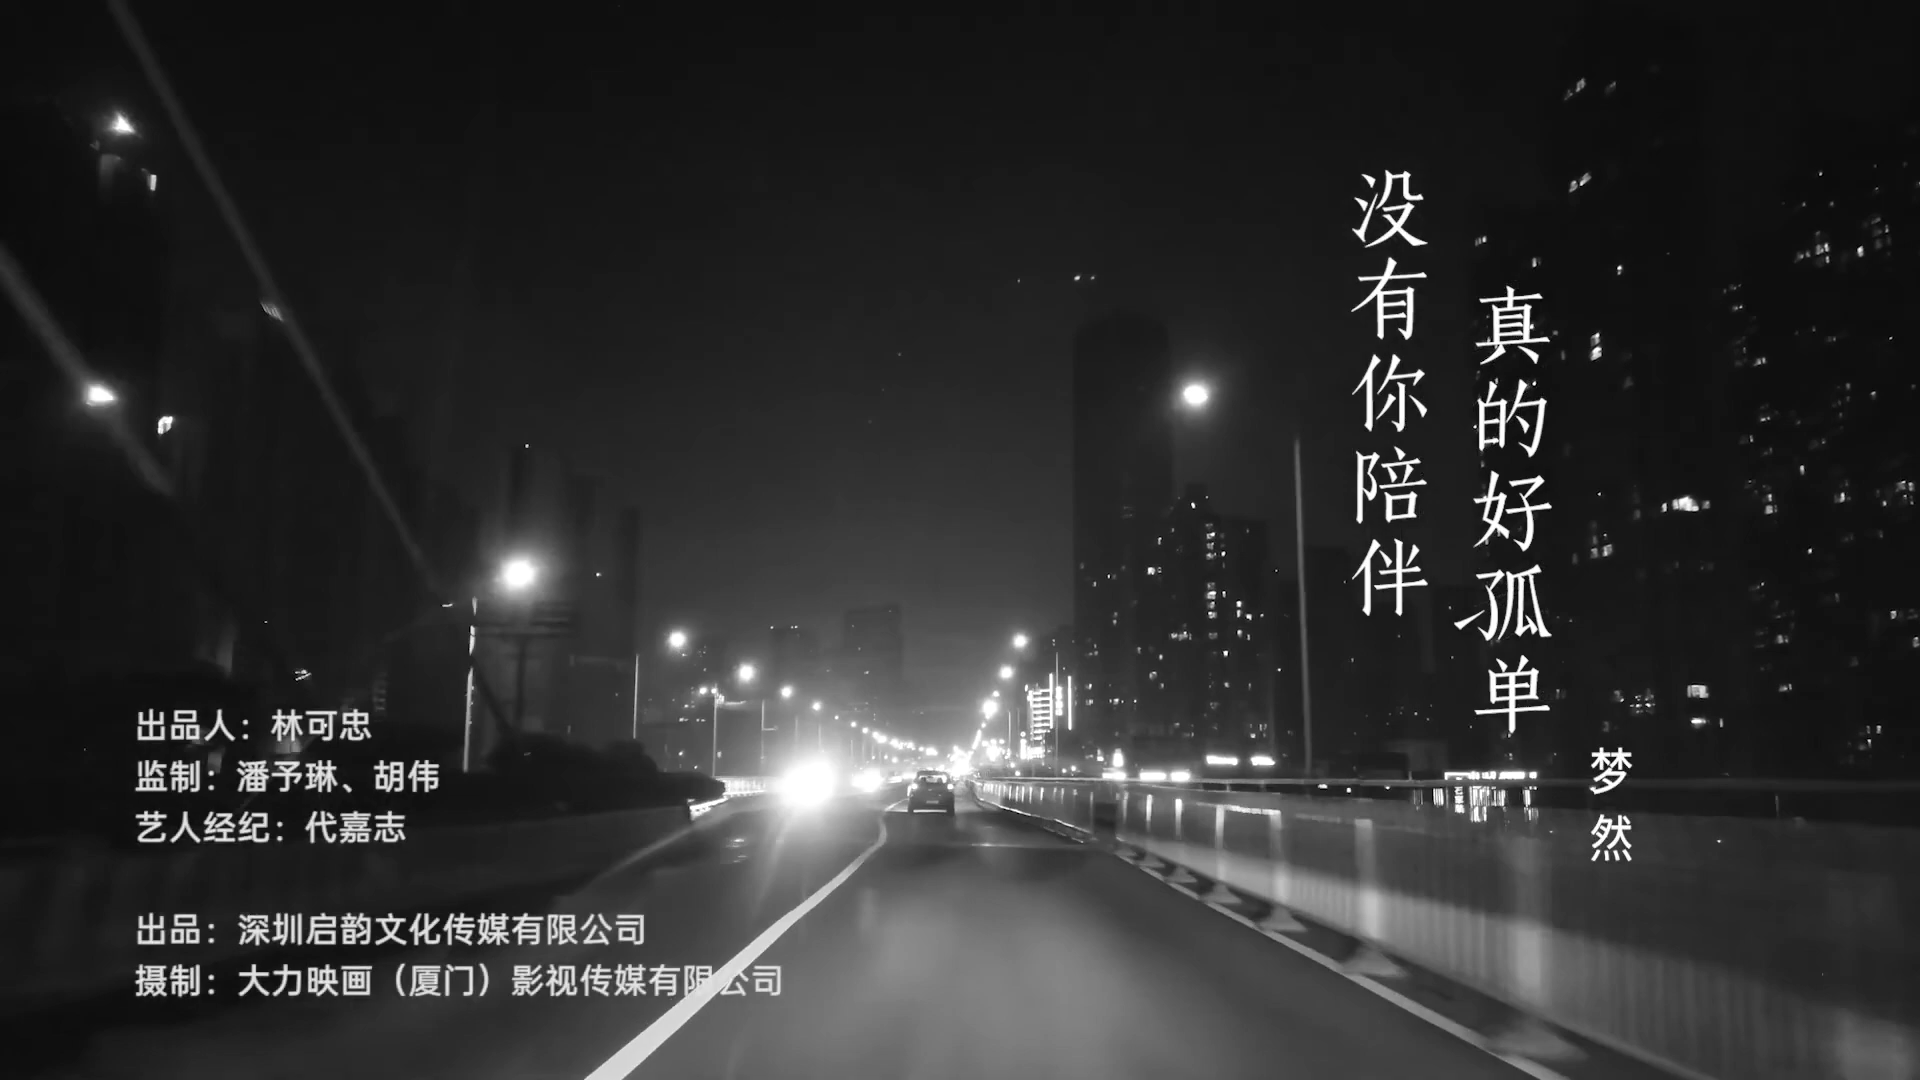 没有你陪伴
真的好孤单
梦然
出品人：林可忠
监制：潘予琳、胡伟
艺人经纪：代嘉志
出品：深圳启韵文化传媒有限公司
摄制：大力映画（厦门）影视传媒有限公司